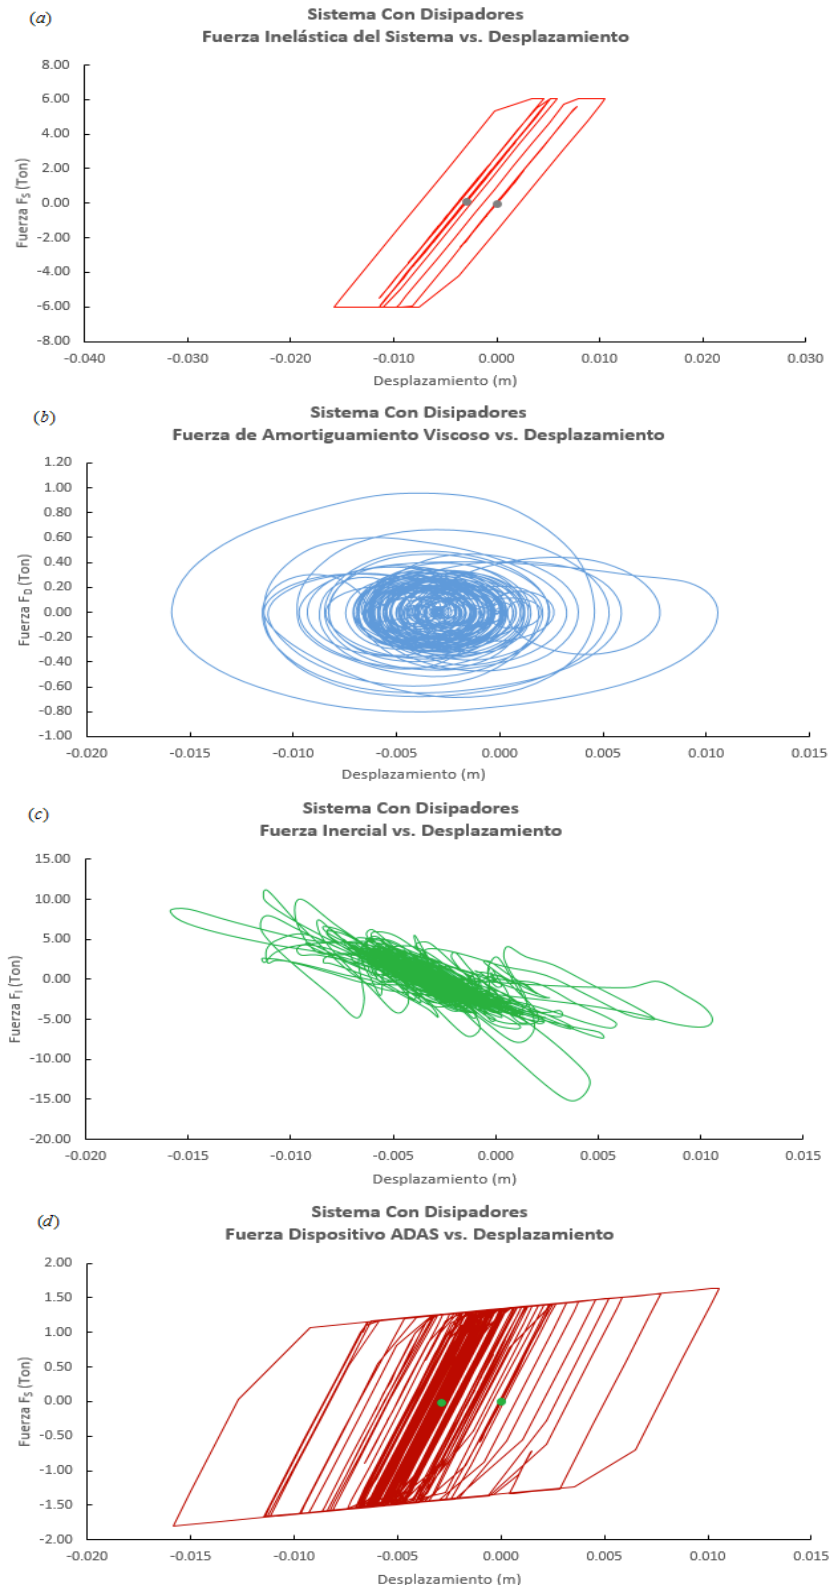 (a)
Sistema Con Disipadores
Fuerza Inelástica del Sistema vs. Desplazamiento
8.00
6.00
4.00
2.00
0.00
-2.00
-4.00
-6.00
-8.00
Fuerza FS (Ton)
-0.040 -0.030 -0.020 -0.010 0.000 0.010 0.020 0.030
Desplazamiento (m)
(b)
Sistema Con Disipadores
Fuerza de Amortiguamiento Viscoso vs. Desplazamiento
1.20
1.00
0.80
0.60
0.40
0.20
0.00
-0.20
-0.40
-0.60
-0.80
-1.00
Fuerza FD (Ton)
-0.020 -0.015 -0.010 -0.005 0.000 0.005 0.010 0.015
Desplazamiento (m)
(c)
Sistema Con Disipadores
Fuerza Inercial vs. Desplazamiento
15.00
10.00
5.00
0.00
-5.00
-10.00
-15.00
-20.00
Fuerza FI (Ton)
-0.020 -0.015 -0.010 -0.005 0.000 0.005 0.010 0.015
Desplazamiento (m)
(d)
Sistema Con Disipadores
Fuerza Dispositivo ADAS vs. Desplazamiento
2.00
1.50
1.00
0.50
0.00
-0.50
-1.00
-1.50
-2.00
Fuerza FS (Ton)
-0.020 -0.015 -0.010 -0.005 0.000 0.005 0.010 0.015
Desplazamiento (m)